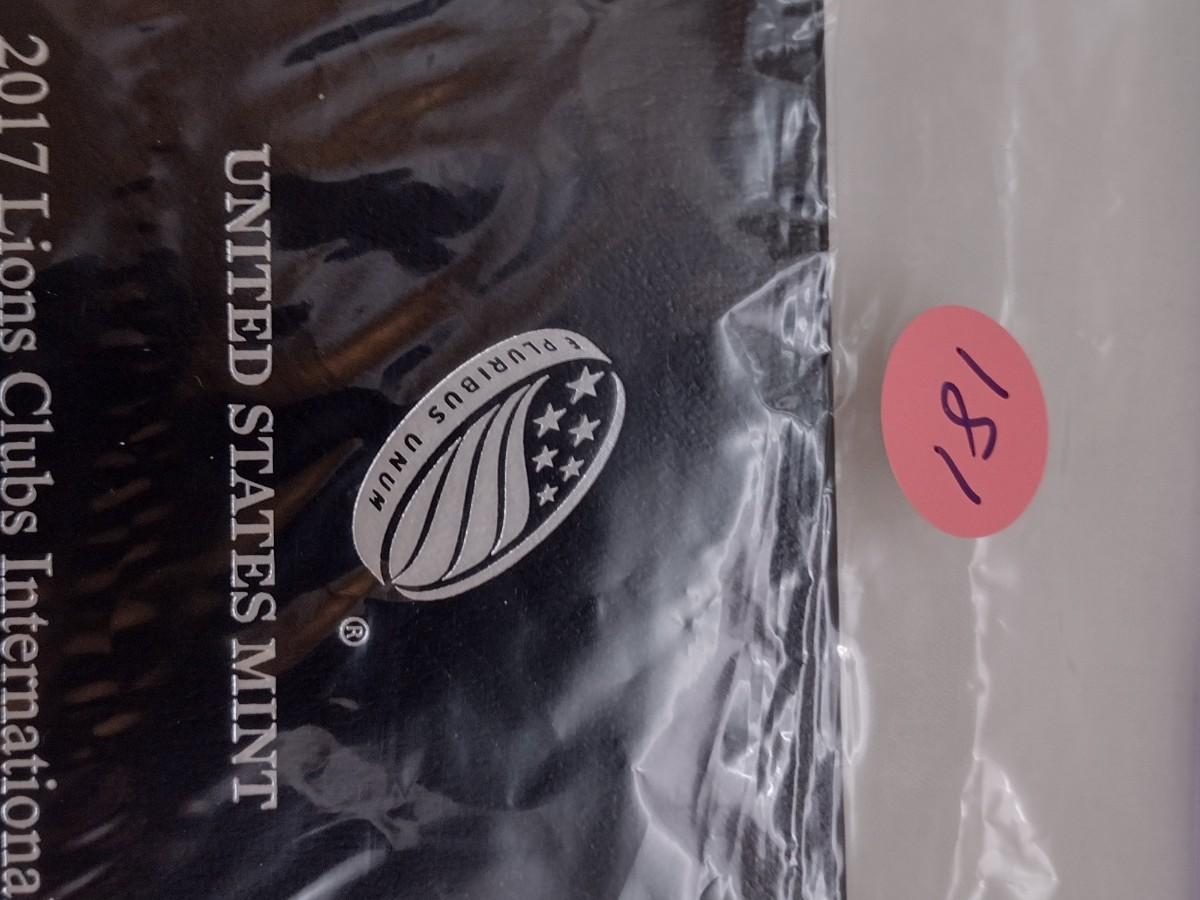 181
E PLURIBUS UNUM
®
UNITED STATES MINT
2017 Lions Clubs Internationa